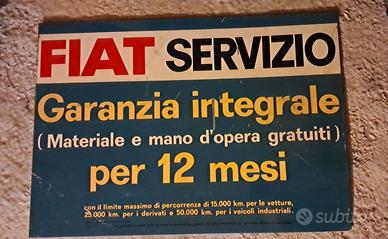 FIAT SERVIZIO
Garanzia integrale
( Materiale e mano d'opera gratuiti )
per 12 mesi
con il limite massimo di percorrenza di 15.000 km. per le vetture,
25.000 km. per i derivati e 50.000 km. per i veicoli industriali.
subito